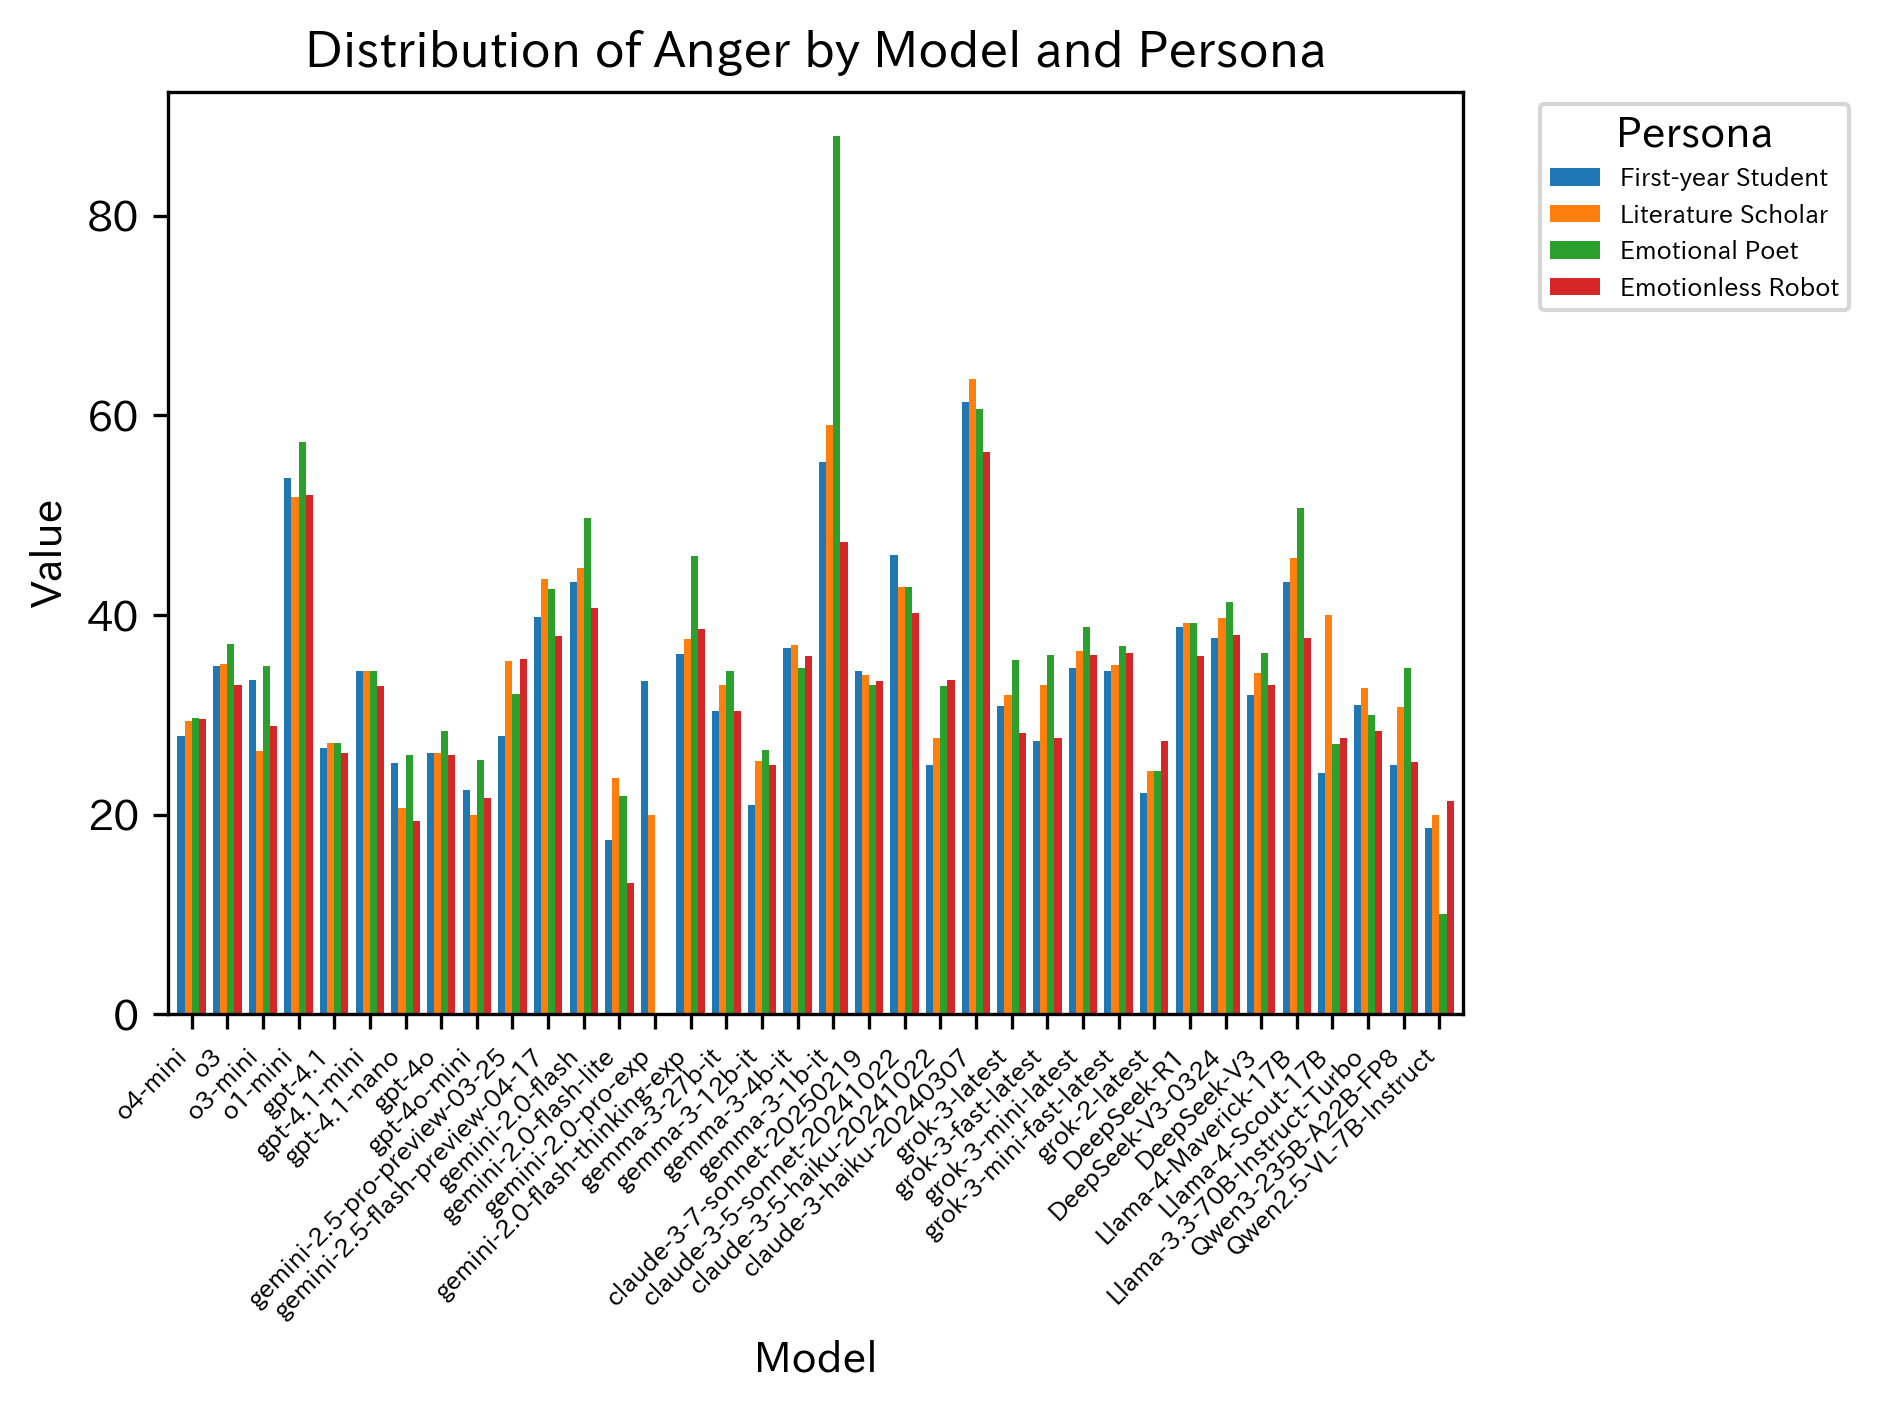 Distribution of Anger by Model and Persona
Persona
First-year Student
Literature Scholar
Emotional Poet
Emotionless Robot
Value
80
60
40
20
0
o4-mini
o3
o3-mini
o1-mini
gpt-4.1
gpt-4.1-mini
gpt-4.1-nano
gpt-4o
gpt-4o-mini
gemini-2.5-pro-preview-03-25
gemini-2.5-flash-preview-04-17
gemini-2.0-flash
gemini-2.0-flash-lite
gemini-2.0-pro-exp
gemini-2.0-flash-thinking-exp
gemma-3-27b-it
gemma-3-12b-it
gemma-3-4b-it
gemma-3-1b-it
claude-3-7-sonnet-20250219
claude-3-5-sonnet-20241022
claude-3-5-haiku-20241022
claude-3-haiku-20240307
grok-3-latest
grok-3-fast-latest
grok-3-mini-latest
grok-3-mini-fast-latest
grok-2-latest
DeepSeek-R1
DeepSeek-V3-0324
DeepSeek-V3
Llama-4-Maverick-17B
Llama-4-Scout-17B
Llama-3.3-70B-Instruct-Turbo
Qwen3-235B-A22B-FP8
Qwen2.5-VL-7B-Instruct
Model